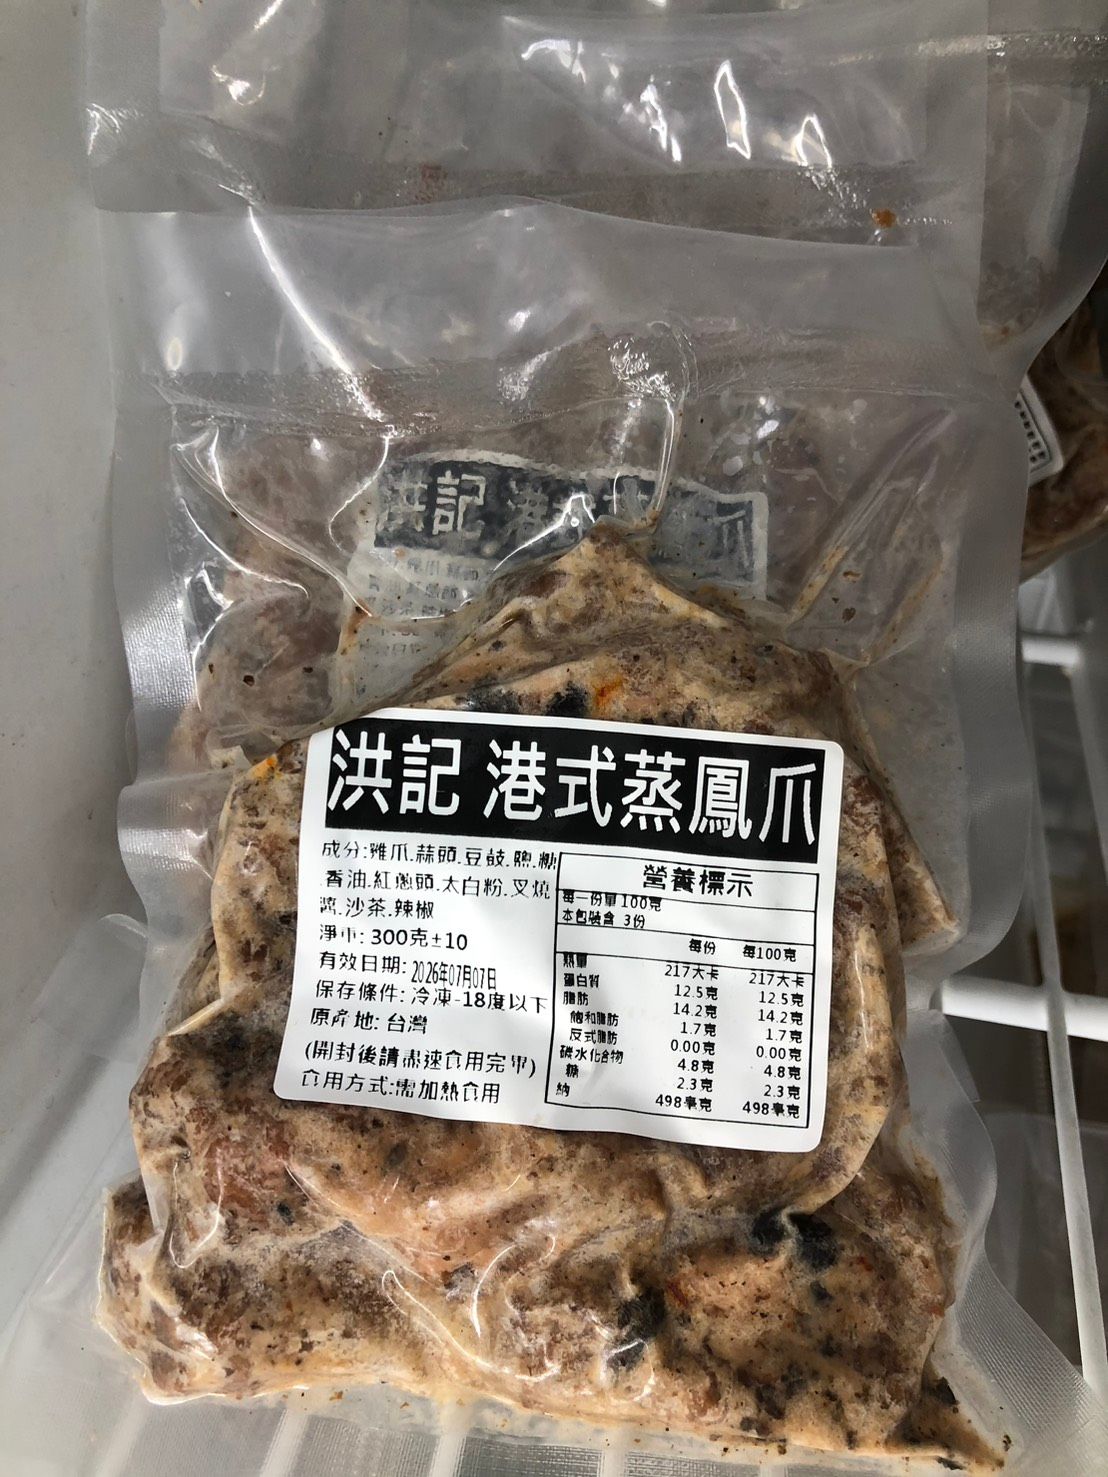 洪記 港
爪
洪記 港式蒸鳳爪
成分:雞爪.蒜頭.豆鼓.鹽.糖
.香油.紅蔥頭.太白粉.叉燒
醬.沙茶.辣椒
淨重: 300克±10
有效日期: 2026年07月07日
保存條件: 冷凍-18度以下
原產地: 台灣
(開封後請盡速食用完畢)
食用方式:需加熱食用
營養標示
每一份量100克
本包裝含 3份
每份 每100克
熱量 217大卡 217大卡
蛋白質 12.5克 12.5克
脂肪 14.2克 14.2克
飽和脂肪 1.7克 1.7克
反式脂肪 0.00克 0.00克
碳水化合物 4.8克 4.8克
糖 2.3克 2.3克
鈉 498毫克 498毫克